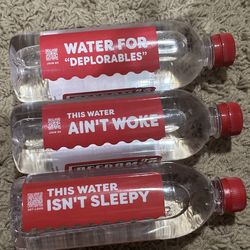 WATER FOR
"DEPLORABLES"
THIS WATER
AIN'T WOKE
THIS WATER
ISN'T SLEEPY